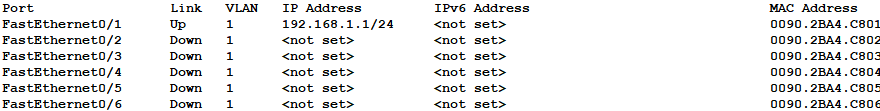 Port Link VLAN IP Address IPv6 Address MAC Address
FastEthernet0/1 Up 1 192.168.1.1/24 <not set> 0090.2BA4.C801
FastEthernet0/2 Down 1 <not set> <not set> 0090.2BA4.C802
FastEthernet0/3 Down 1 <not set> <not set> 0090.2BA4.C803
FastEthernet0/4 Down 1 <not set> <not set> 0090.2BA4.C804
FastEthernet0/5 Down 1 <not set> <not set> 0090.2BA4.C805
FastEthernet0/6 Down 1 <not set> <not set> 0090.2BA4.C806